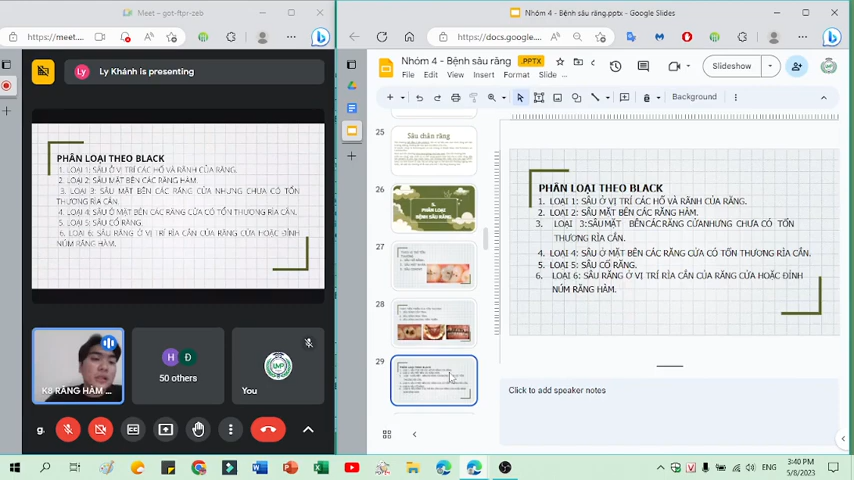 Meet – got-ftpr-zeb
Nhóm 4 - Bệnh sâu răng.pptx - Google Slides
https://meet....
https://docs.google....
Ly
Ly Khánh is presenting
PHÂN LOẠI THEO BLACK
1. LOẠI 1: SÂU Ở VỊ TRÍ CÁC HỐ VÀ RÃNH CỦA RĂNG.
2. LOẠI 2: SÂU MẶT BÊN CÁC RĂNG HÀM.
3. LOẠI 3: SÂU MẶT BÊN CÁC RĂNG CỬA NHƯNG CHƯA CÓ TỔN
THƯƠNG RÌA CẮN.
4. LOẠI 4: SÂU Ở MẶT BÊN CÁC RĂNG CỬA CÓ TỔN THƯƠNG RÌA CẮN.
5. LOẠI 5: SÂU CỔ RĂNG.
6. LOẠI 6: SÂU RĂNG Ở VỊ TRÍ RÌA CẮN CỦA RĂNG CỬA HOẶC ĐỈNH
NÚM RĂNG HÀM.
K8 RĂNG HÀM ...
H
Đ
50 others
LMP
You
g.
Nhóm 4 - Bệnh sâu răng
.PPTX
File Edit View Insert Format Slide ...
Slideshow
Background
25
Sâu chân răng
26
5.
PHÂN LOẠI
BỆNH SÂU RĂNG
27
28
29
PHÂN LOẠI THEO BLACK
1. LOẠI 1: SÂU Ở VỊ TRÍ CÁC HỐ VÀ RÃNH CỦA RĂNG.
2. LOẠI 2: SÂU MẶT BÊN CÁC RĂNG HÀM.
3. LOẠI 3:SÂUMẶT BÊNCÁCRĂNG CỬANHƯNG CHƯA CÓ TỔN
THƯƠNG RÌA CẮN.
4. LOẠI 4: SÂU Ở MẶT BÊN CÁC RĂNG CỬA CÓ TỔN THƯƠNG RÌA CẮN.
5. LOẠI 5: SÂU CỔ RĂNG.
6. LOẠI 6: SÂU RĂNG Ở VỊ TRÍ RÌA CẮN CỦA RĂNG CỬA HOẶC ĐỈNH
NÚM RĂNG HÀM.
Click to add speaker notes
ENG
3:40 PM
5/8/2023